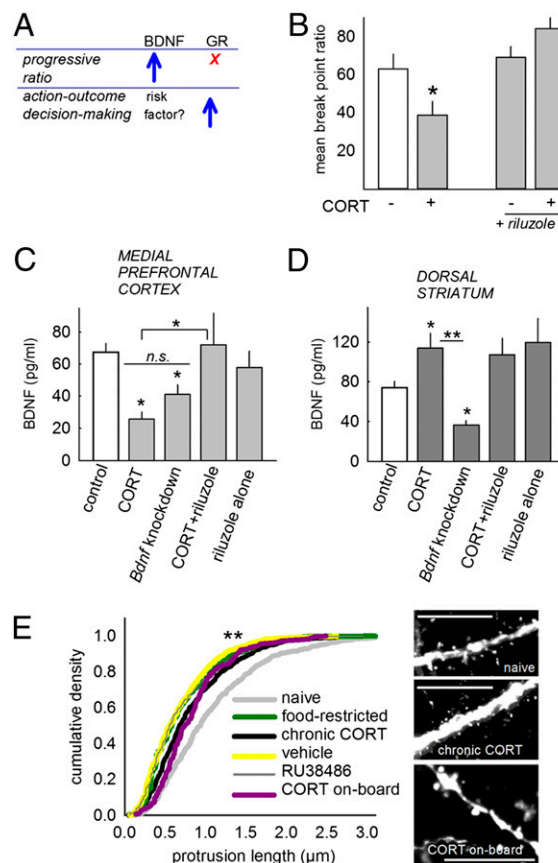 A
BDNF GR
progressive ratio
X
action-outcome decision-making
risk factor?
B
mean break point ratio
80
60
40
20
*
CORT - + - +
+ riluzole
C
MEDIAL
PREFRONTAL
CORTEX
BDNF (pg/ml)
80
60
40
20
0
*
n.s.
*
*
control
CORT
Bdnf knockdown
CORT+riluzole
riluzole alone
D
DORSAL
STRIATUM
BDNF (pg/ml)
120
80
40
0
*
**
*
control
CORT
Bdnf knockdown
CORT+riluzole
riluzole alone
E
cumulative density
1.0
0.8
0.6
0.4
0.2
0.0
**
naive
food-restricted
chronic CORT
vehicle
RU38486
CORT on-board
0.0 0.5 1.0 1.5 2.0 2.5 3.0
protrusion length (µm)
naive
chronic CORT
CORT on-board